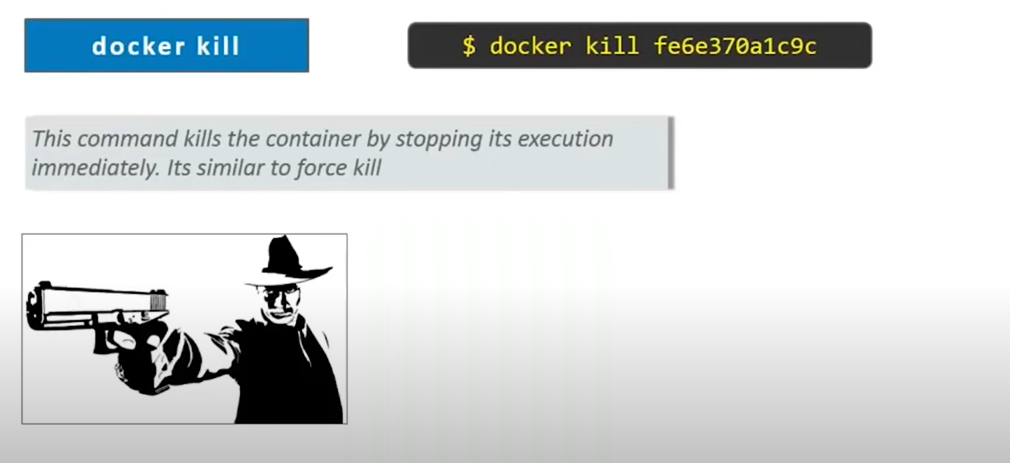 docker kill
$ docker kill fe6e370a1c9c
This command kills the container by stopping its execution
immediately. Its similar to force kill